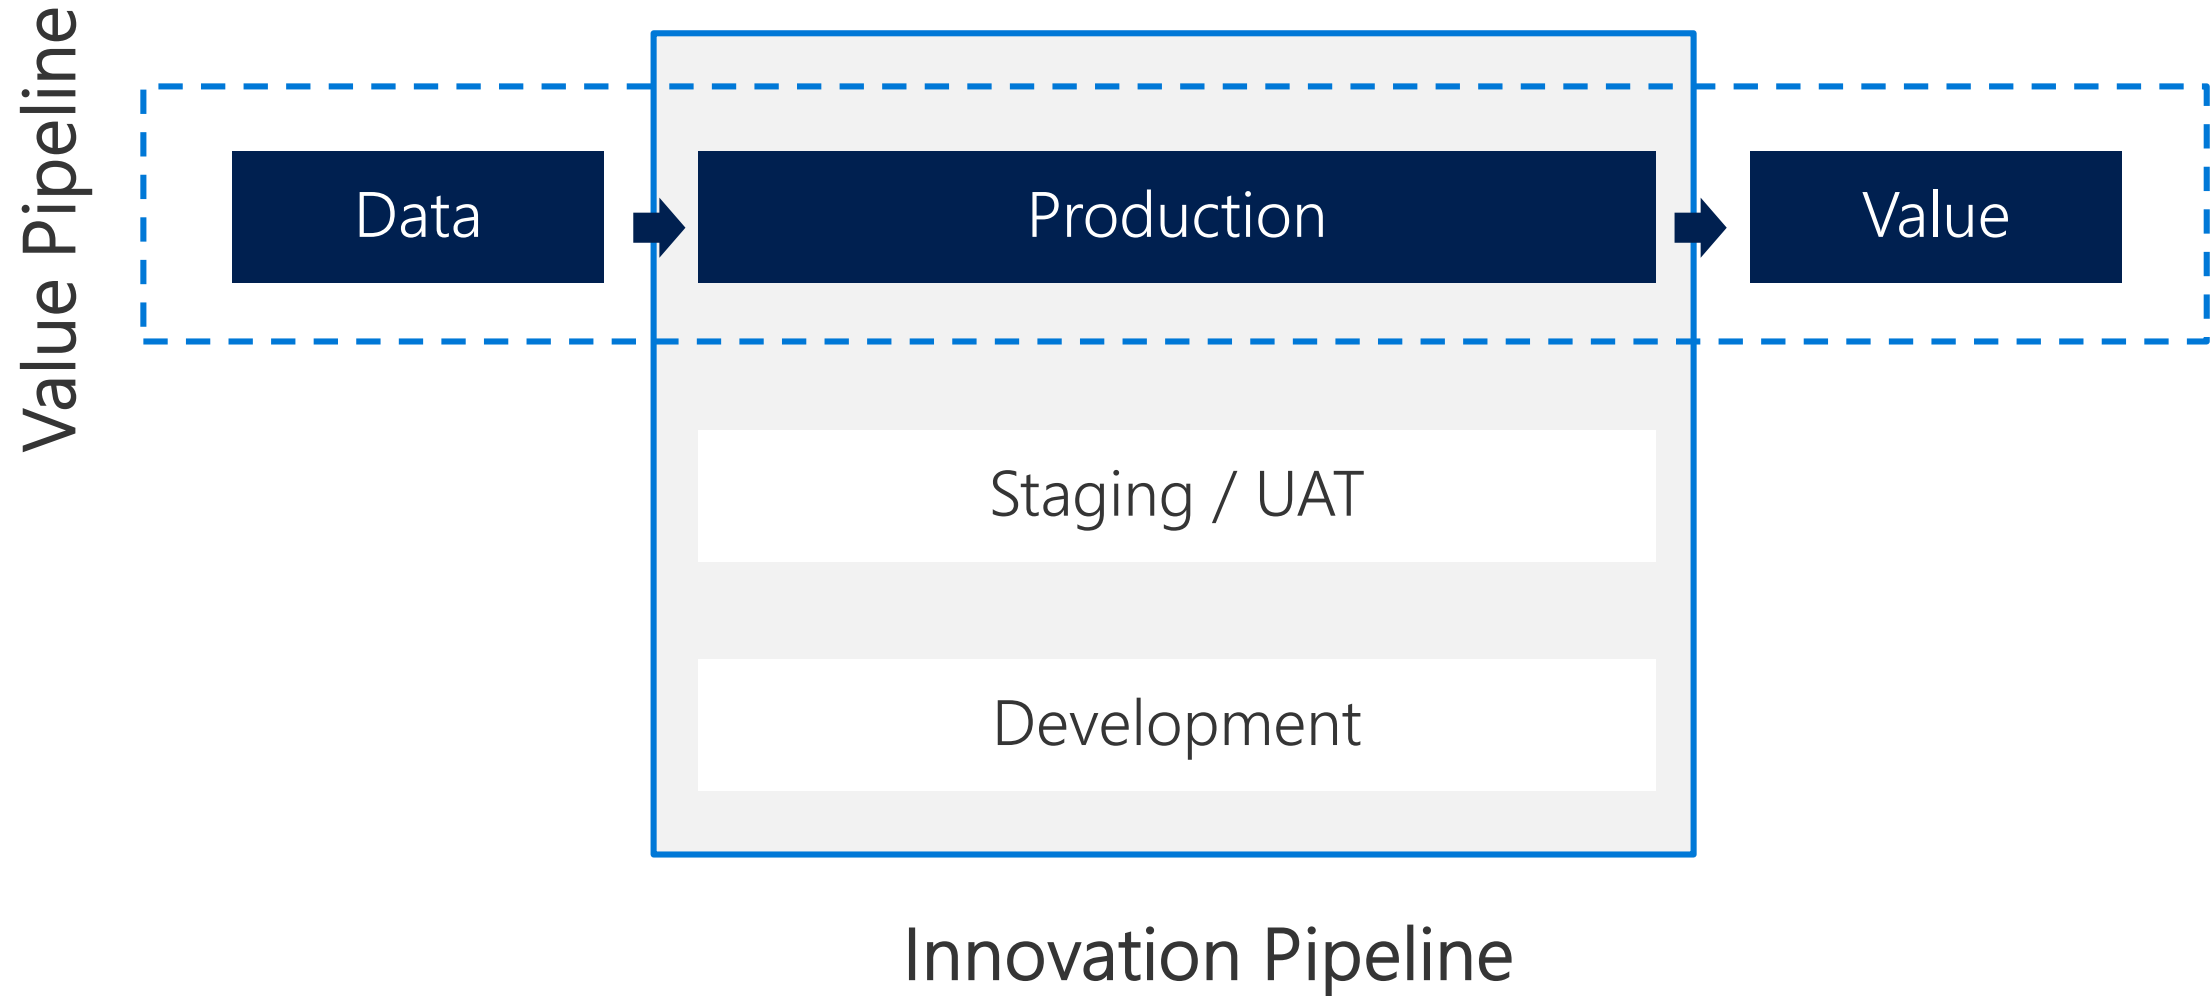 Value Pipeline
Data
Production
Value
Staging / UAT
Development
Innovation Pipeline